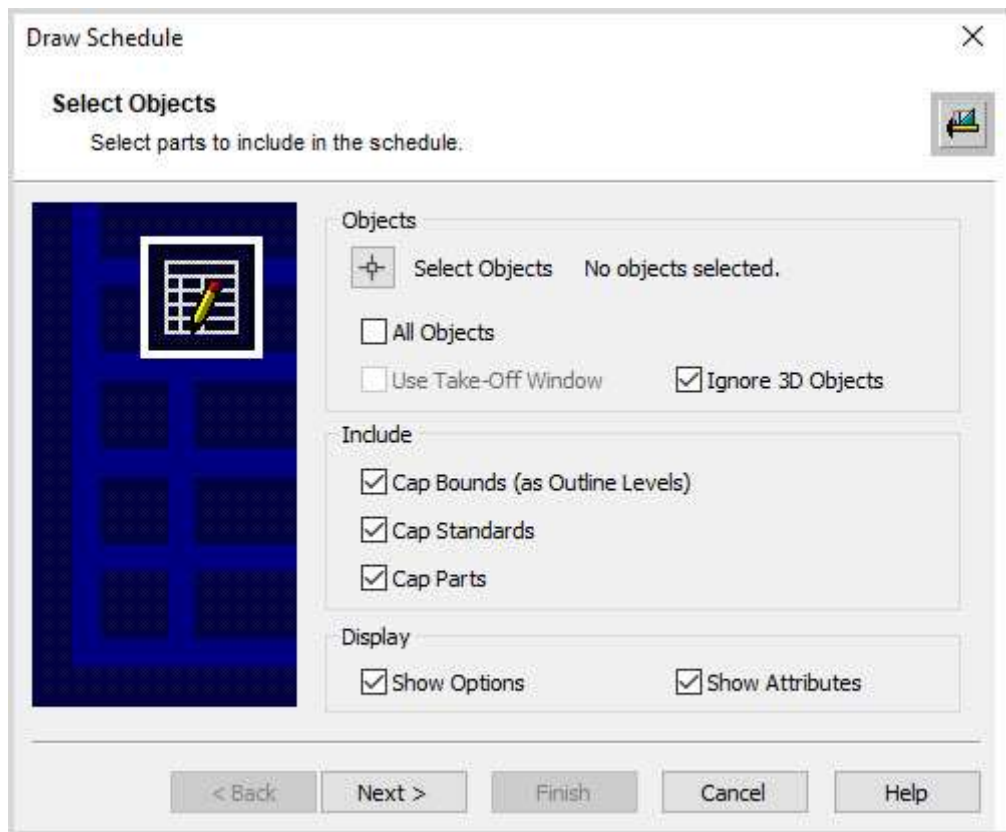 Draw Schedule
Select Objects
Select parts to include in the schedule.
Objects
Select Objects No objects selected.
All Objects
Use Take-Off Window Ignore 3D Objects
Include
Cap Bounds (as Outline Levels)
Cap Standards
Cap Parts
Display
Show Options Show Attributes
< Back Next > Finish Cancel Help